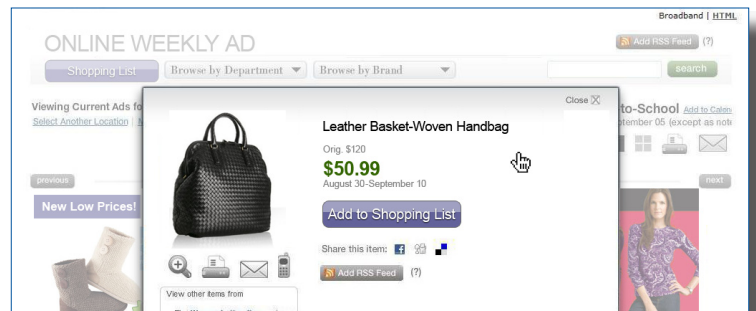 Broadband | HTML
ONLINE WEEKLY AD
Add RSS Feed (?)
Shopping List
Browse by Department
Browse by Brand
search
Close
Viewing Current Ads fo
to-School Add to Calen
Select Another Location |
ptember 05 (except as note
Leather Basket-Woven Handbag
Orig. $120
$50.99
August 30-September 10
previous
next
New Low Prices!
Add to Shopping List
Share this item:
Add RSS Feed (?)
View other items from